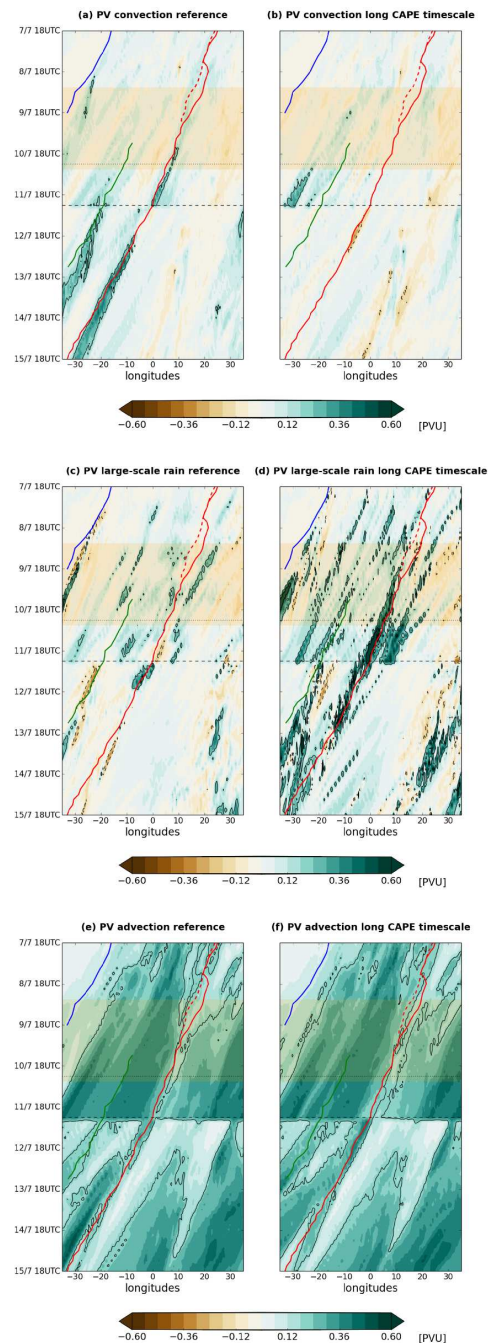 (a) PV convection reference (b) PV convection long CAPE timescale
7/7 18UTC
8/7 18UTC
9/7 18UTC
10/7 18UTC
11/7 18UTC
12/7 18UTC
13/7 18UTC
14/7 18UTC
15/7 18UTC
−30 −20 −10 0 10 20 30 −30 −20 −10 0 10 20 30
longitudes longitudes
−0.60 −0.36 −0.12 0.12 0.36 0.60 [PVU]
(c) PV large-scale rain reference (d) PV large-scale rain long CAPE timescale
7/7 18UTC
8/7 18UTC
9/7 18UTC
10/7 18UTC
11/7 18UTC
12/7 18UTC
13/7 18UTC
14/7 18UTC
15/7 18UTC
−30 −20 −10 0 10 20 30 −30 −20 −10 0 10 20 30
longitudes longitudes
−0.60 −0.36 −0.12 0.12 0.36 0.60 [PVU]
(e) PV advection reference (f) PV advection long CAPE timescale
7/7 18UTC
8/7 18UTC
9/7 18UTC
10/7 18UTC
11/7 18UTC
12/7 18UTC
13/7 18UTC
14/7 18UTC
15/7 18UTC
−30 −20 −10 0 10 20 30 −30 −20 −10 0 10 20 30
longitudes longitudes
−0.60 −0.36 −0.12 0.12 0.36 0.60 [PVU]